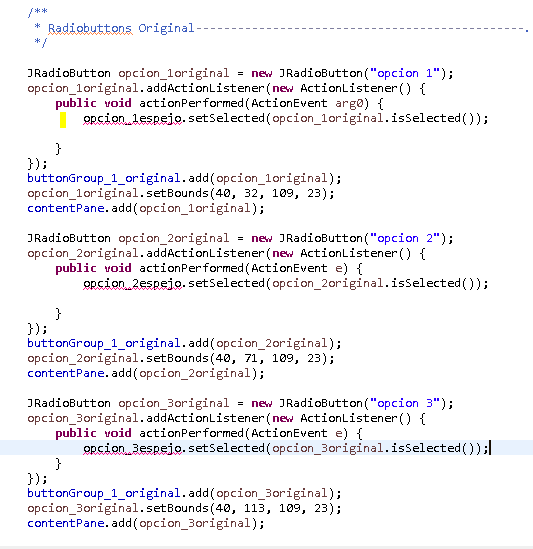 /**
 * Radiobuttons Original-----------------------------------------------.
 */
JRadioButton opcion_1original = new JRadioButton("opcion 1");
opcion_1original.addActionListener(new ActionListener() {
    public void actionPerformed(ActionEvent arg0) {
        opcion_1espejo.setSelected(opcion_1original.isSelected());
    }
});
buttonGroup_1_original.add(opcion_1original);
opcion_1original.setBounds(40, 32, 109, 23);
contentPane.add(opcion_1original);
JRadioButton opcion_2original = new JRadioButton("opcion 2");
opcion_2original.addActionListener(new ActionListener() {
    public void actionPerformed(ActionEvent e) {
        opcion_2espejo.setSelected(opcion_2original.isSelected());
    }
});
buttonGroup_1_original.add(opcion_2original);
opcion_2original.setBounds(40, 71, 109, 23);
contentPane.add(opcion_2original);
JRadioButton opcion_3original = new JRadioButton("opcion 3");
opcion_3original.addActionListener(new ActionListener() {
    public void actionPerformed(ActionEvent e) {
        opcion_3espejo.setSelected(opcion_3original.isSelected());
    }
});
buttonGroup_1_original.add(opcion_3original);
opcion_3original.setBounds(40, 113, 109, 23);
contentPane.add(opcion_3original);